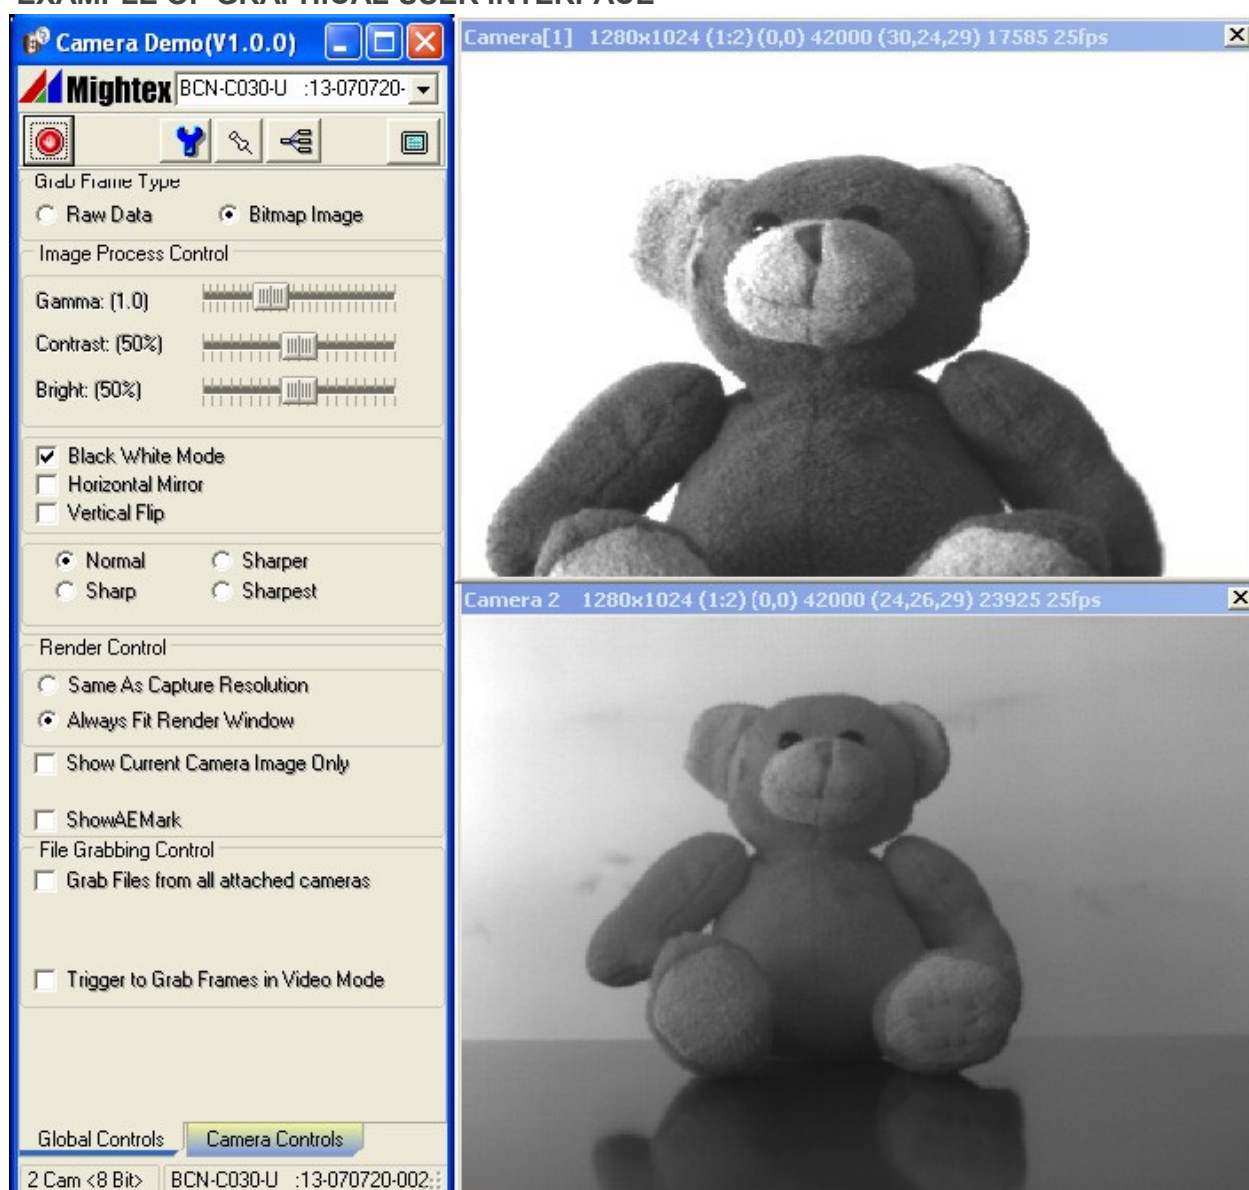 EXAMPLE OF GRAPHICAL USER INTERFACE
Camera Demo(V1.0.0)
Mightex BCN-C030-U :13-070720-
Grab Frame Type
Raw Data Bitmap Image
Image Process Control
Gamma: (1.0)
Contrast: (50%)
Bright: (50%)
Black White Mode
Horizontal Mirror
Vertical Flip
Normal Sharper
Sharp Sharpest
Render Control
Same As Capture Resolution
Always Fit Render Window
Show Current Camera Image Only
ShowAEMark
File Grabbing Control
Grab Files from all attached cameras
Trigger to Grab Frames in Video Mode
Global Controls Camera Controls
2 Cam <8 Bit> BCN-C030-U :13-070720-002
Camera[1] 1280x1024 (1:2) (0,0) 42000 (30,24,29) 17585 25fps
Camera 2 1280x1024 (1:2) (0,0) 42000 (24,26,29) 23925 25fps